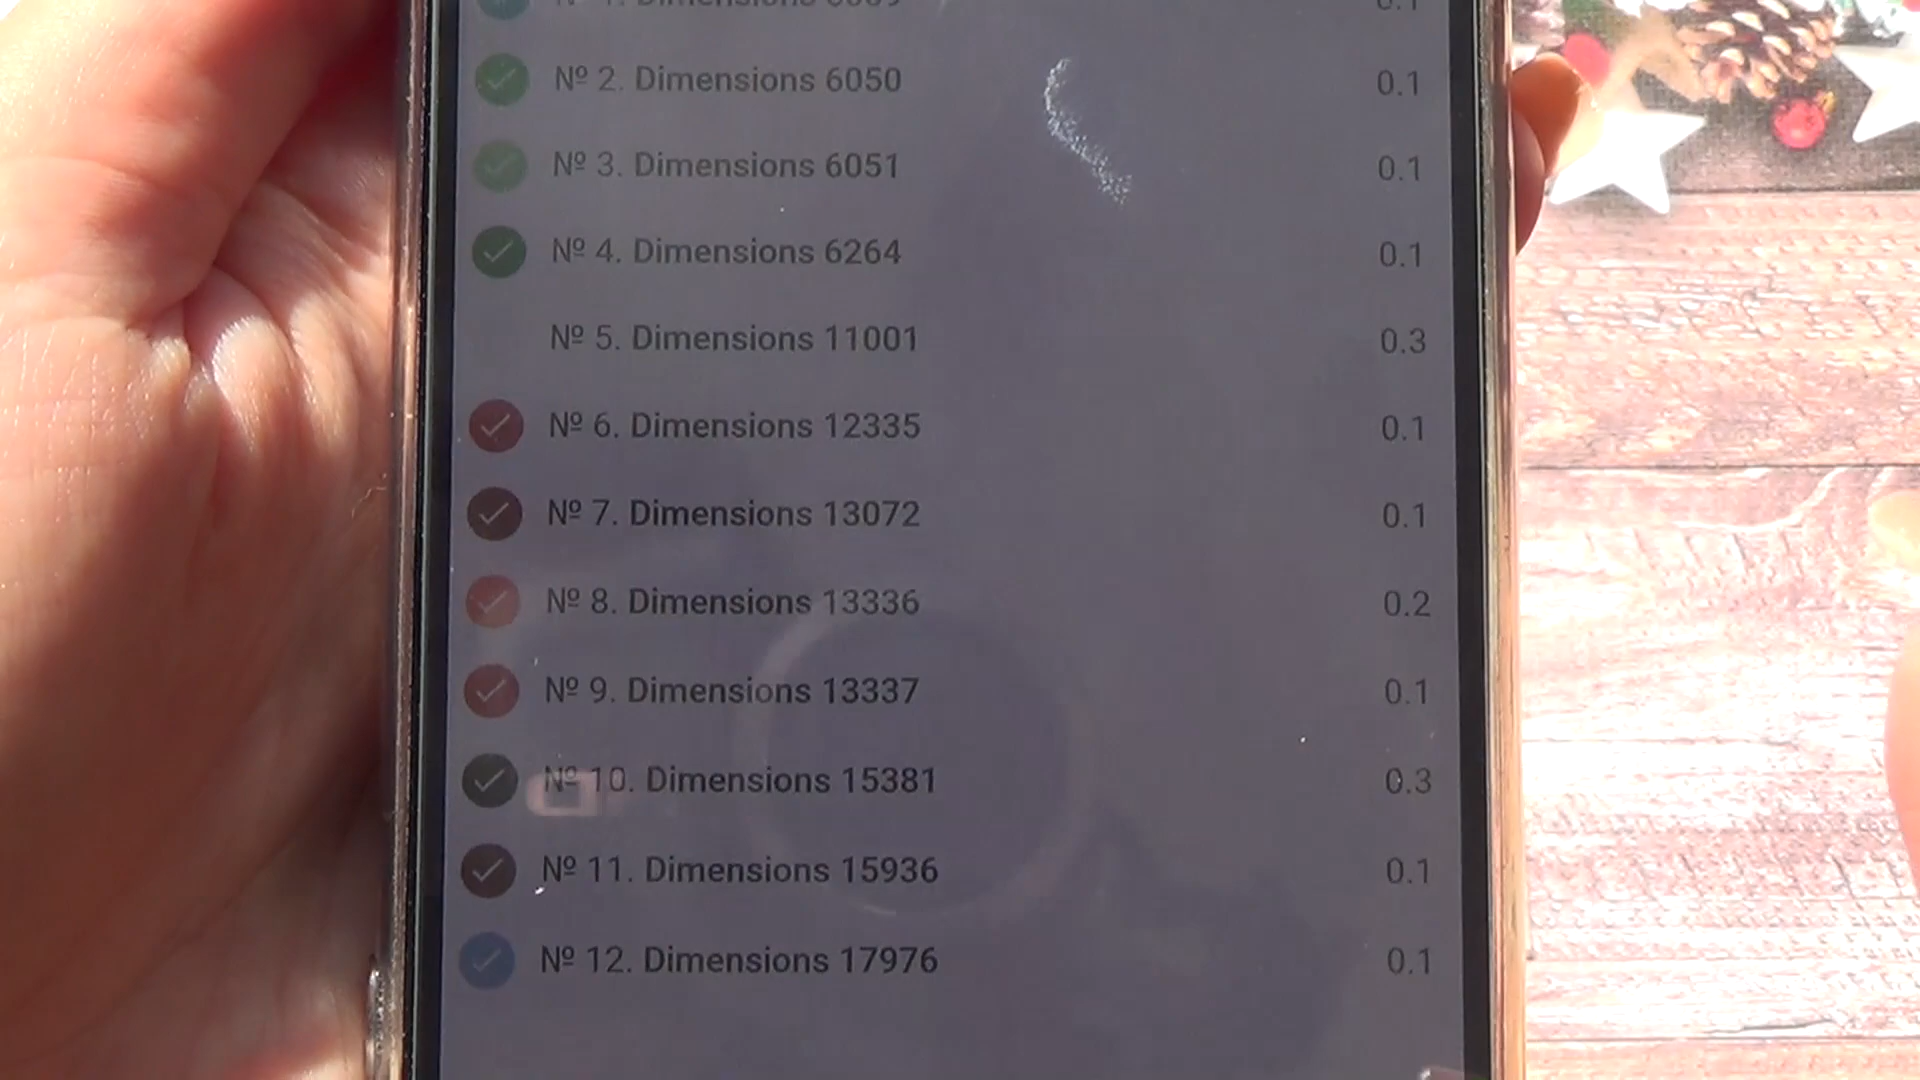 Dimensions 0.1
№ 2. Dimensions 6050 0.1
№ 3. Dimensions 6051 0.1
№ 4. Dimensions 6264 0.1
№ 5. Dimensions 11001 0.3
№ 6. Dimensions 12335 0.1
№ 7. Dimensions 13072 0.1
№ 8. Dimensions 13336 0.2
№ 9. Dimensions 13337 0.1
№ 10. Dimensions 15381 0.3
№ 11. Dimensions 15936 0.1
№ 12. Dimensions 17976 0.1